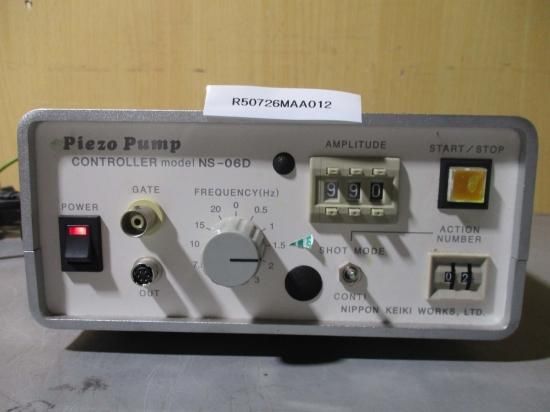 R50726MAA012
Piezo Pump
CONTROLLER model NS-06D
AMPLITUDE
START/STOP
990
POWER
GATE
FREQUENCY(Hz)
20 0 0.5
15 1
10 1.5
7. 2
3
OUT
SHOT MODE
ACTION
NUMBER
CONTI
02
NIPPON KEIKI WORKS, LTD.